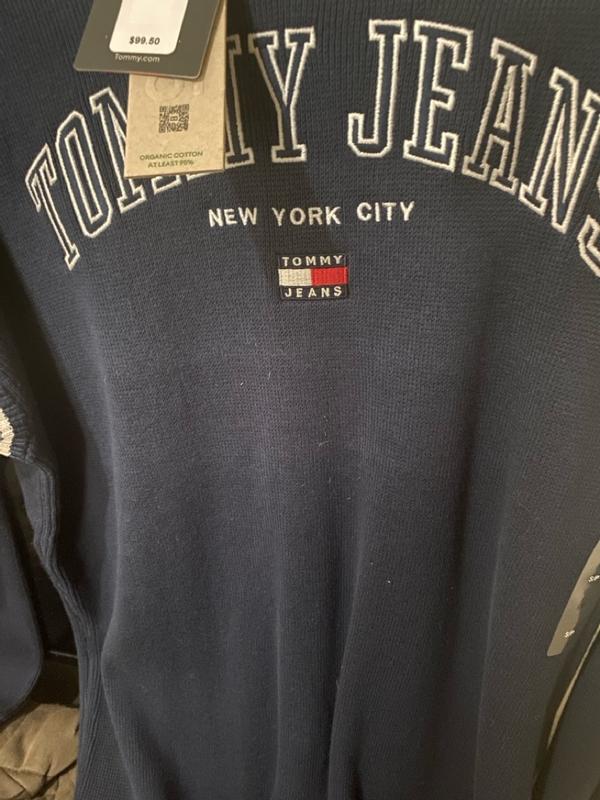 $99.50
Tommy.com
ORGANIC COTTON
AT LEAST 95%
TOMMY JEANS
NEW YORK CITY
TOMMY
JEANS
S/P
S/P